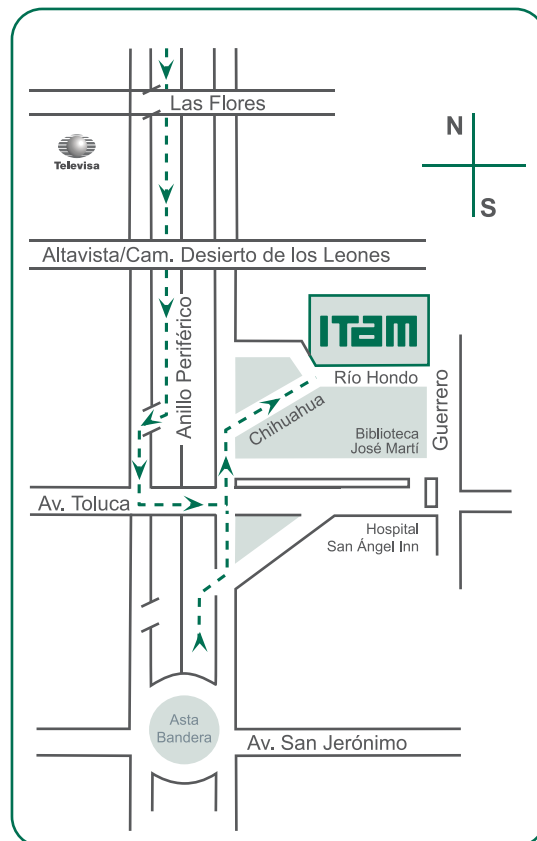 Las Flores
N
S
Televisa
Altavista/Cam. Desierto de los Leones
Anillo Periférico
ITAM
Río Hondo
Chihuahua
Guerrero
Biblioteca
José Martí
Av. Toluca
Hospital
San Ángel Inn
Asta
Bandera
Av. San Jerónimo